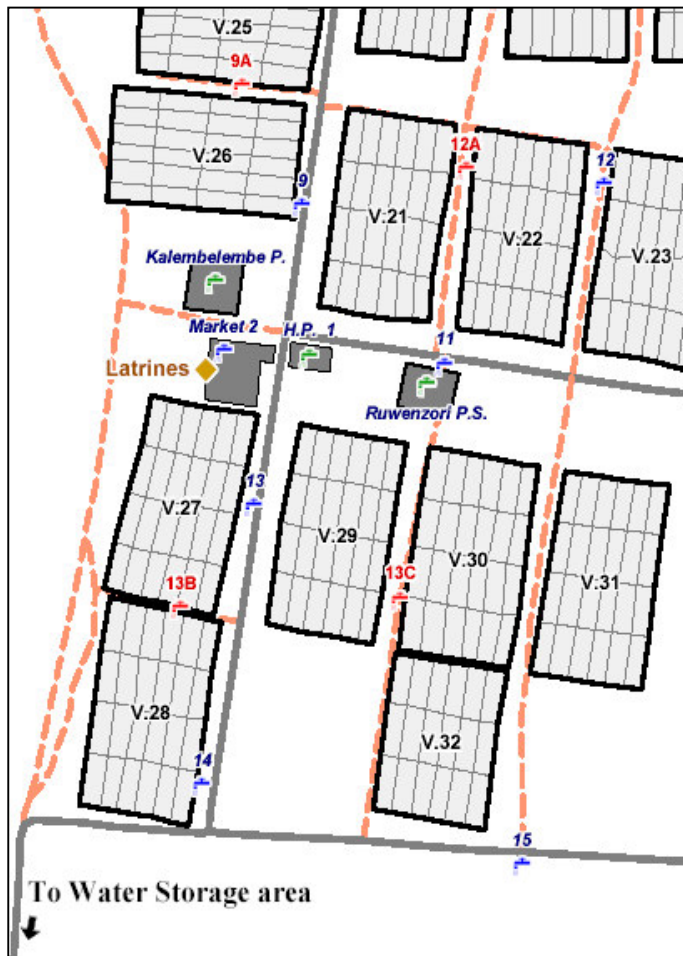 V.25
9A
V.26
9
V.21
12A
V.22
12
V.23
Kalembelembe P.
Market 2
H.P. 1
11
Latrines
Ruwenzori P.S.
V.27
13
V.29
V.30
V.31
13B
13C
V.28
V.32
14
15
To Water Storage area